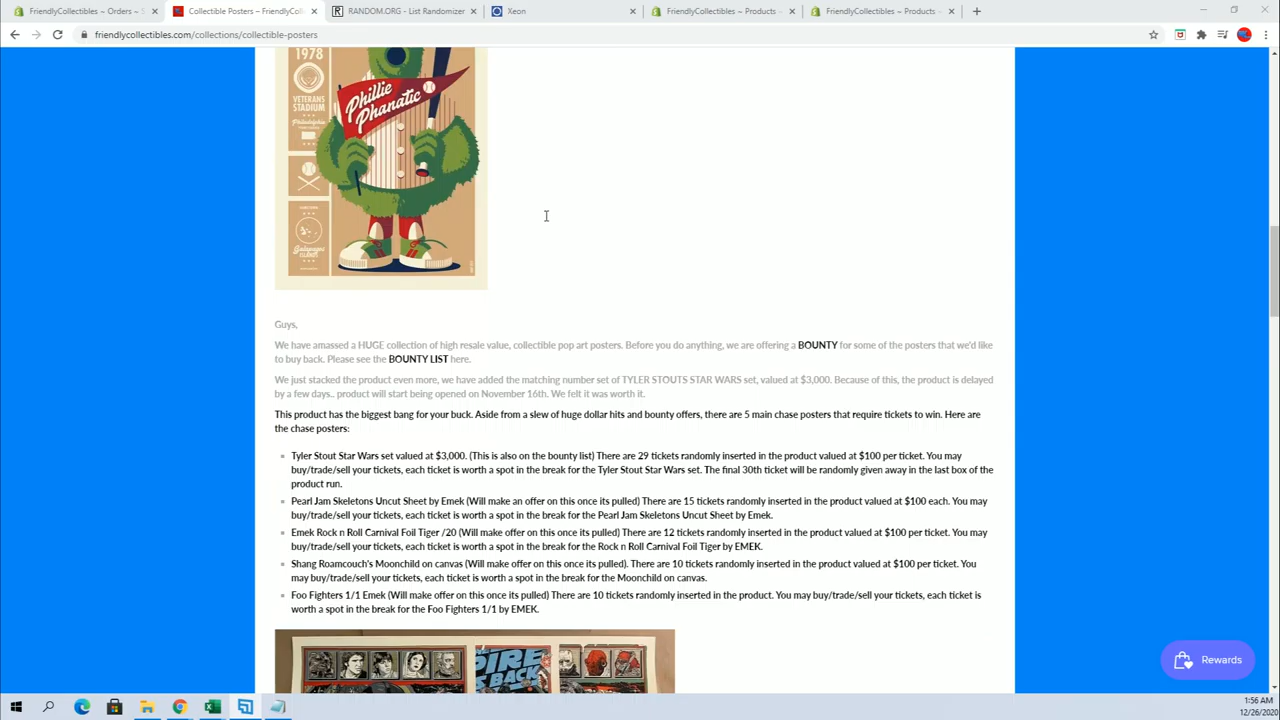 FriendlyCollectibles ~ Orders ~ S
Collectible Posters – FriendlyColl
RANDOM.ORG - List Randomizer
Xeon
FriendlyCollectibles ~ Products ~
FriendlyCollectibles ~ Products ~
friendlycollectibles.com/collections/collectible-posters
1978
VETERANS
STADIUM
Philadelphia
Phillie
Phanatic
Galapagos
Guys,
We have amassed a HUGE collection of high resale value, collectible pop art posters. Before you do anything, we are offering a BOUNTY for some of the posters that we'd like
to buy back. Please see the BOUNTY LIST here.
We just stacked the product even more, we have added the matching number set of TYLER STOUTS STAR WARS set, valued at $3,000. Because of this, the product is delayed
by a few days.. product will start being opened on November 16th. We felt it was worth it.
This product has the biggest bang for your buck. Aside from a slew of huge dollar hits and bounty offers, there are 5 main chase posters that require tickets to win. Here are
the chase posters:
Tyler Stout Star Wars set valued at $3,000. (This is also on the bounty list) There are 29 tickets randomly inserted in the product valued at $100 per ticket. You may
buy/trade/sell your tickets, each ticket is worth a spot in the break for the Tyler Stout Star Wars set. The final 30th ticket will be randomly given away in the last box of the
product run.
Pearl Jam Skeletons Uncut Sheet by Emek (Will make an offer on this once its pulled) There are 15 tickets randomly inserted in the product valued at $100 each. You may
buy/trade/sell your tickets, each ticket is worth a spot in the break for the Pearl Jam Skeletons Uncut Sheet by Emek.
Emek Rock n Roll Carnival Foil Tiger /20 (Will make offer on this once its pulled) There are 12 tickets randomly inserted in the product valued at $100 per ticket. You may
buy/trade/sell your tickets, each ticket is worth a spot in the break for the Rock n Roll Carnival Foil Tiger by EMEK.
Shang Roamcouch's Moonchild on canvas (Will make offer on this once its pulled). There are 10 tickets randomly inserted in the product valued at $100 per ticket. You
may buy/trade/sell your tickets, each ticket is worth a spot in the break for the Moonchild on canvas.
Foo Fighters 1/1 Emek (Will make offer on this once its pulled) There are 10 tickets randomly inserted in the product. You may buy/trade/sell your tickets, each ticket is
worth a spot in the break for the Foo Fighters 1/1 by EMEK.
PIRE
S BACK
Rewards
1:56 AM
12/26/2020